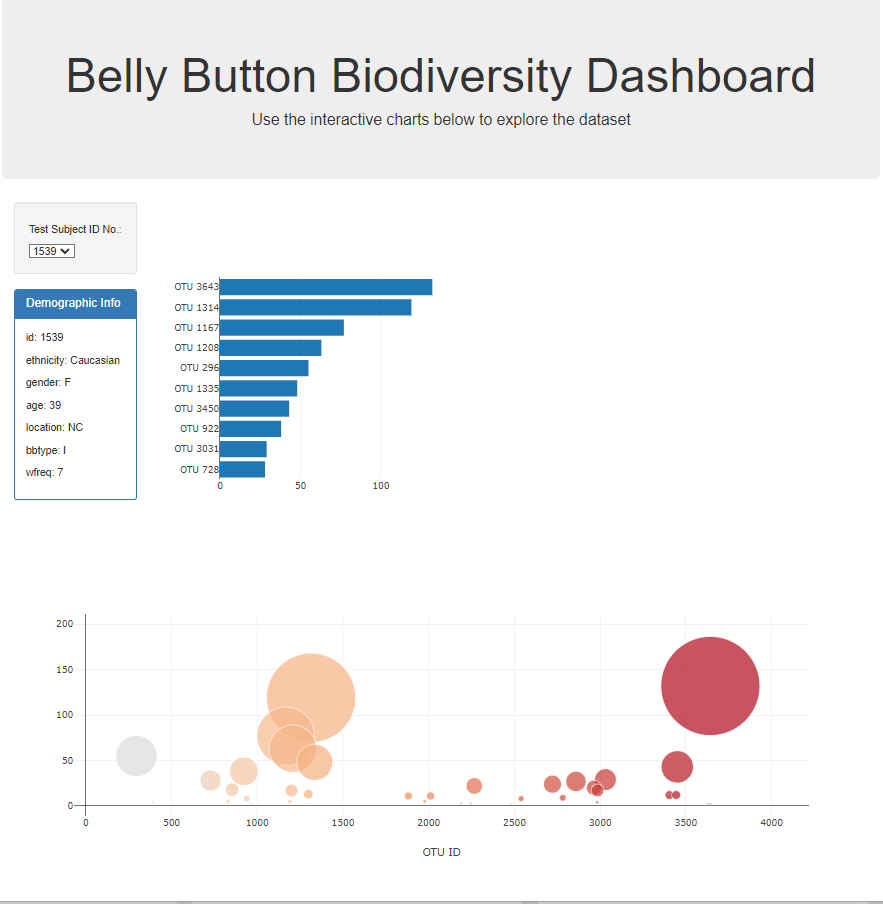 Belly Button Biodiversity Dashboard
Use the interactive charts below to explore the dataset
Test Subject ID No.:
1539
Demographic Info
id: 1539
ethnicity: Caucasian
gender: F
age: 39
location: NC
bbtype: I
wfreq: 7
OTU 3643
OTU 1314
OTU 1167
OTU 1208
OTU 296
OTU 1335
OTU 3450
OTU 922
OTU 3031
OTU 728
0 50 100
200
150
100
50
0
0 500 1000 1500 2000 2500 3000 3500 4000
OTU ID